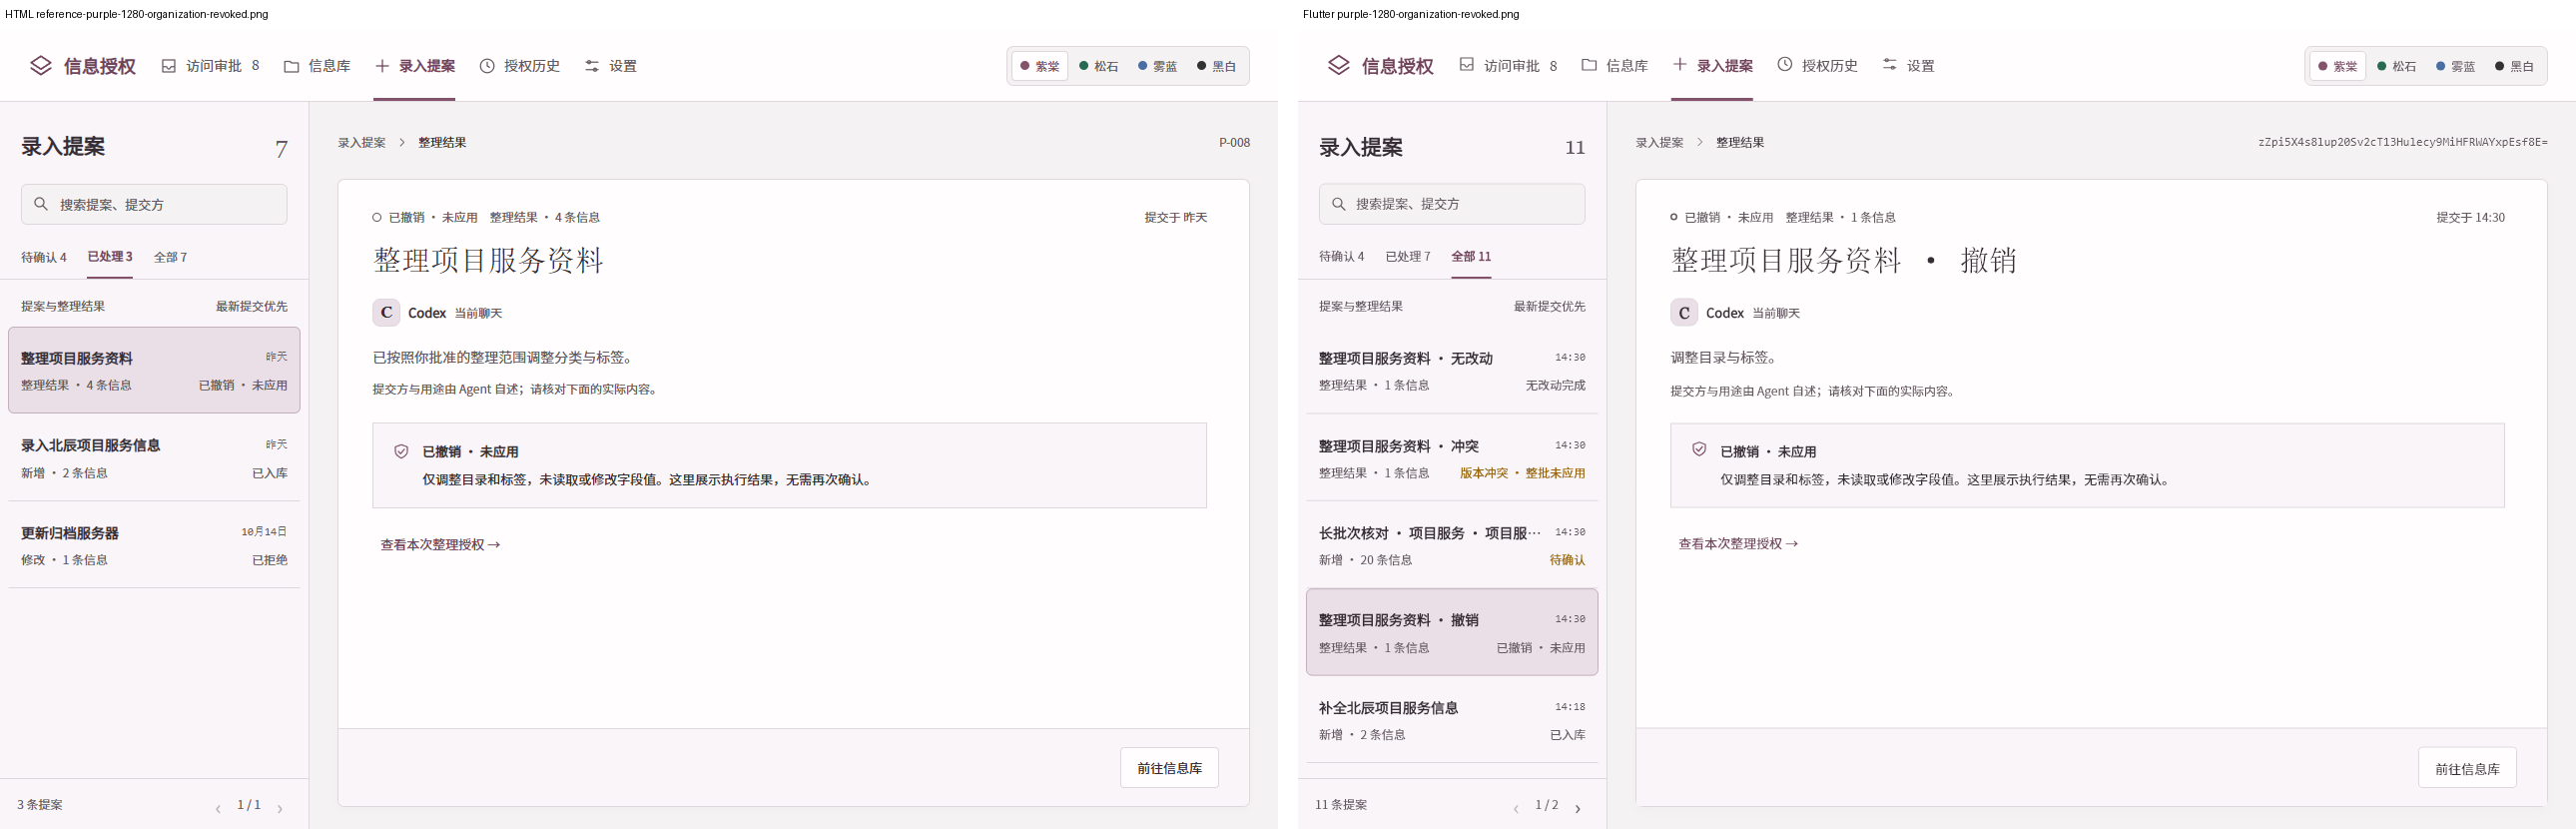 HTML reference-purple-1280-organization-revoked.png
信息授权 访问审批 8 信息库 录入提案 授权历史 设置 紫棠 松石 雾蓝 黑白
录入提案 7
搜索提案、提交方
待确认 4 已处理 3 全部 7
提案与整理结果 最新提交优先
整理项目服务资料 昨天
整理结果 · 4 条信息 已撤销 · 未应用
录入北辰项目服务信息 昨天
新增 · 2 条信息 已入库
更新归档服务器 10月14日
修改 · 1 条信息 已拒绝
3 条提案 ‹ 1 / 1 ›
录入提案 › 整理结果 P-008
已撤销 · 未应用 整理结果 · 4 条信息 提交于 昨天
整理项目服务资料
C Codex 当前聊天
已按照你批准的整理范围调整分类与标签。
提交方与用途由 Agent 自述；请核对下面的实际内容。
已撤销 · 未应用
仅调整目录和标签，未读取或修改字段值。这里展示执行结果，无需再次确认。
查看本次整理授权 →
前往信息库
Flutter purple-1280-organization-revoked.png
信息授权 访问审批 8 信息库 录入提案 授权历史 设置 紫棠 松石 雾蓝 黑白
录入提案 11
搜索提案、提交方
待确认 4 已处理 7 全部 11
提案与整理结果 最新提交优先
整理项目服务资料 · 无改动 14:30
整理结果 · 1 条信息 无改动完成
整理项目服务资料 · 冲突 14:30
整理结果 · 1 条信息 版本冲突 · 整批未应用
长批次核对 · 项目服务 · 项目服… 14:30
新增 · 20 条信息 待确认
整理项目服务资料 · 撤销 14:30
整理结果 · 1 条信息 已撤销 · 未应用
补全北辰项目服务信息 14:18
新增 · 2 条信息 已入库
11 条提案 ‹ 1 / 2 ›
录入提案 › 整理结果 zZpi5X4s81up20Sv2cT13Hulecy9MiHFRWAYxpEsf8E=
已撤销 · 未应用 整理结果 · 1 条信息 提交于 14:30
整理项目服务资料 · 撤销
C Codex 当前聊天
调整目录与标签。
提交方与用途由 Agent 自述；请核对下面的实际内容。
已撤销 · 未应用
仅调整目录和标签，未读取或修改字段值。这里展示执行结果，无需再次确认。
查看本次整理授权 →
前往信息库